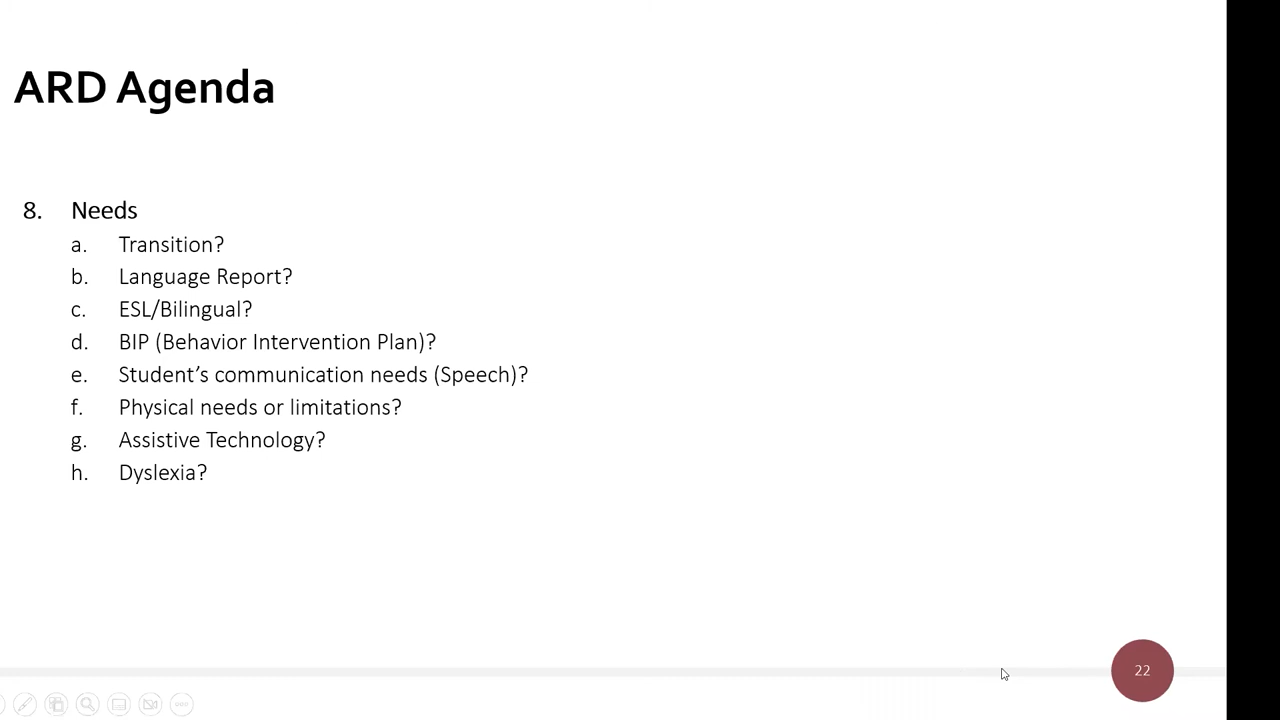 ARD Agenda
8. Needs
a. Transition?
b. Language Report?
c. ESL/Bilingual?
d. BIP (Behavior Intervention Plan)?
e. Student’s communication needs (Speech)?
f. Physical needs or limitations?
g. Assistive Technology?
h. Dyslexia?
22